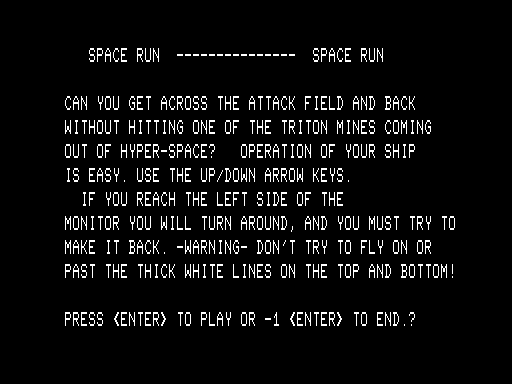 SPACE RUN --------------- SPACE RUN
CAN YOU GET ACROSS THE ATTACK FIELD AND BACK
WITHOUT HITTING ONE OF THE TRITON MINES COMING
OUT OF HYPER-SPACE? OPERATION OF YOUR SHIP
IS EASY. USE THE UP/DOWN ARROW KEYS.
IF YOU REACH THE LEFT SIDE OF THE
MONITOR YOU WILL TURN AROUND, AND YOU MUST TRY TO
MAKE IT BACK. -WARNING- DON'T TRY TO FLY ON OR
PAST THE THICK WHITE LINES ON THE TOP AND BOTTOM!
PRESS <ENTER> TO PLAY OR -1 <ENTER> TO END.?